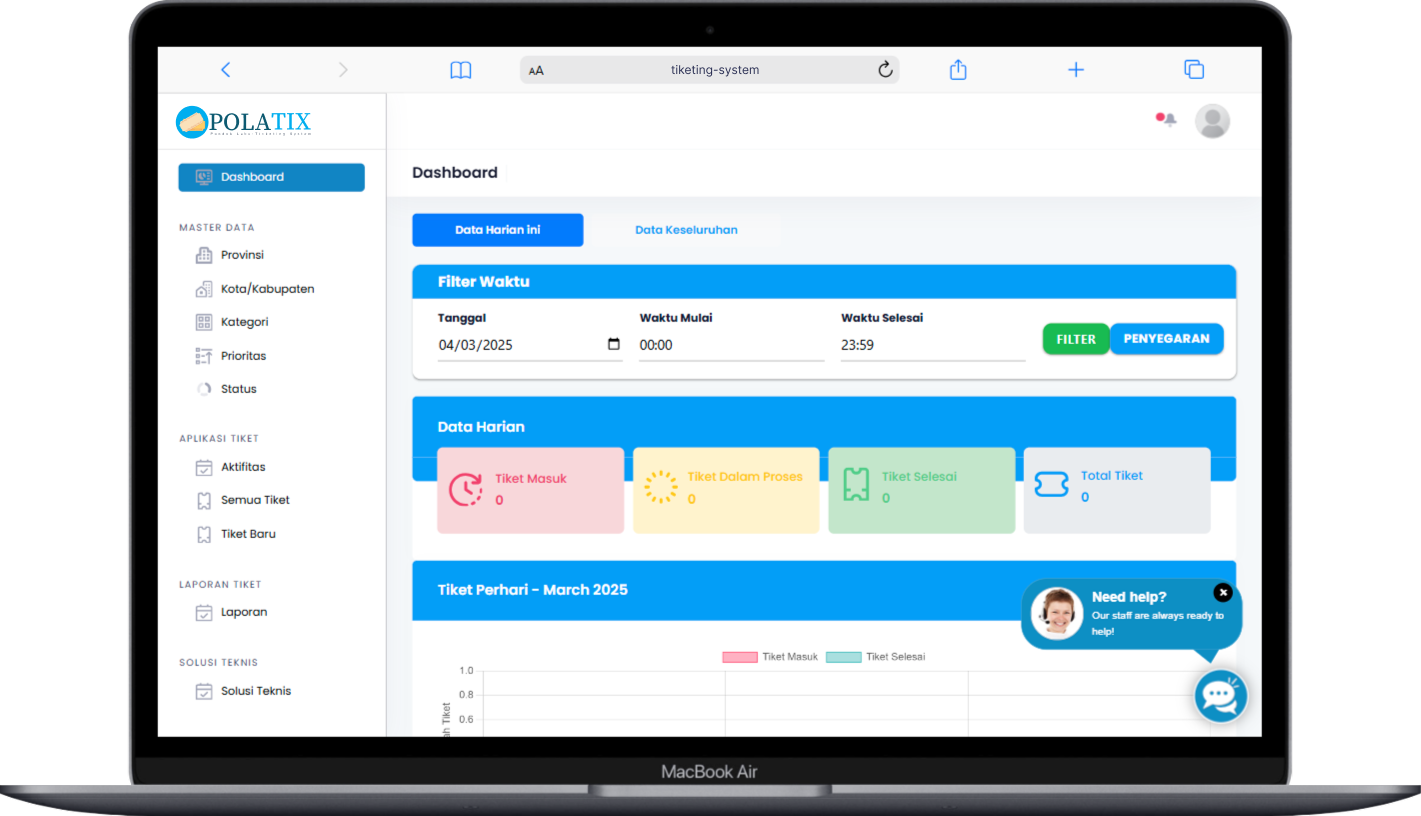 AA
tiketing-system
POLATIX
Dashboard
MASTER DATA
Provinsi
Kota/Kabupaten
Kategori
Prioritas
Status
APLIKASI TIKET
Aktifitas
Semua Tiket
Tiket Baru
LAPORAN TIKET
Laporan
SOLUSI TEKNIS
Solusi Teknis
Dashboard
Data Harian ini
Data Keseluruhan
Filter Waktu
Tanggal
04/03/2025
Waktu Mulai
00:00
Waktu Selesai
23:59
FILTER
PENYEGARAN
Data Harian
Tiket Masuk
0
Tiket Dalam Proses
0
Tiket Selesai
0
Total Tiket
0
Tiket Perhari - March 2025
Need help?
Our staff are always ready to
help!
Tiket Masuk
Tiket Selesai
1.0
0.8
0.6
Tiket
MacBook Air